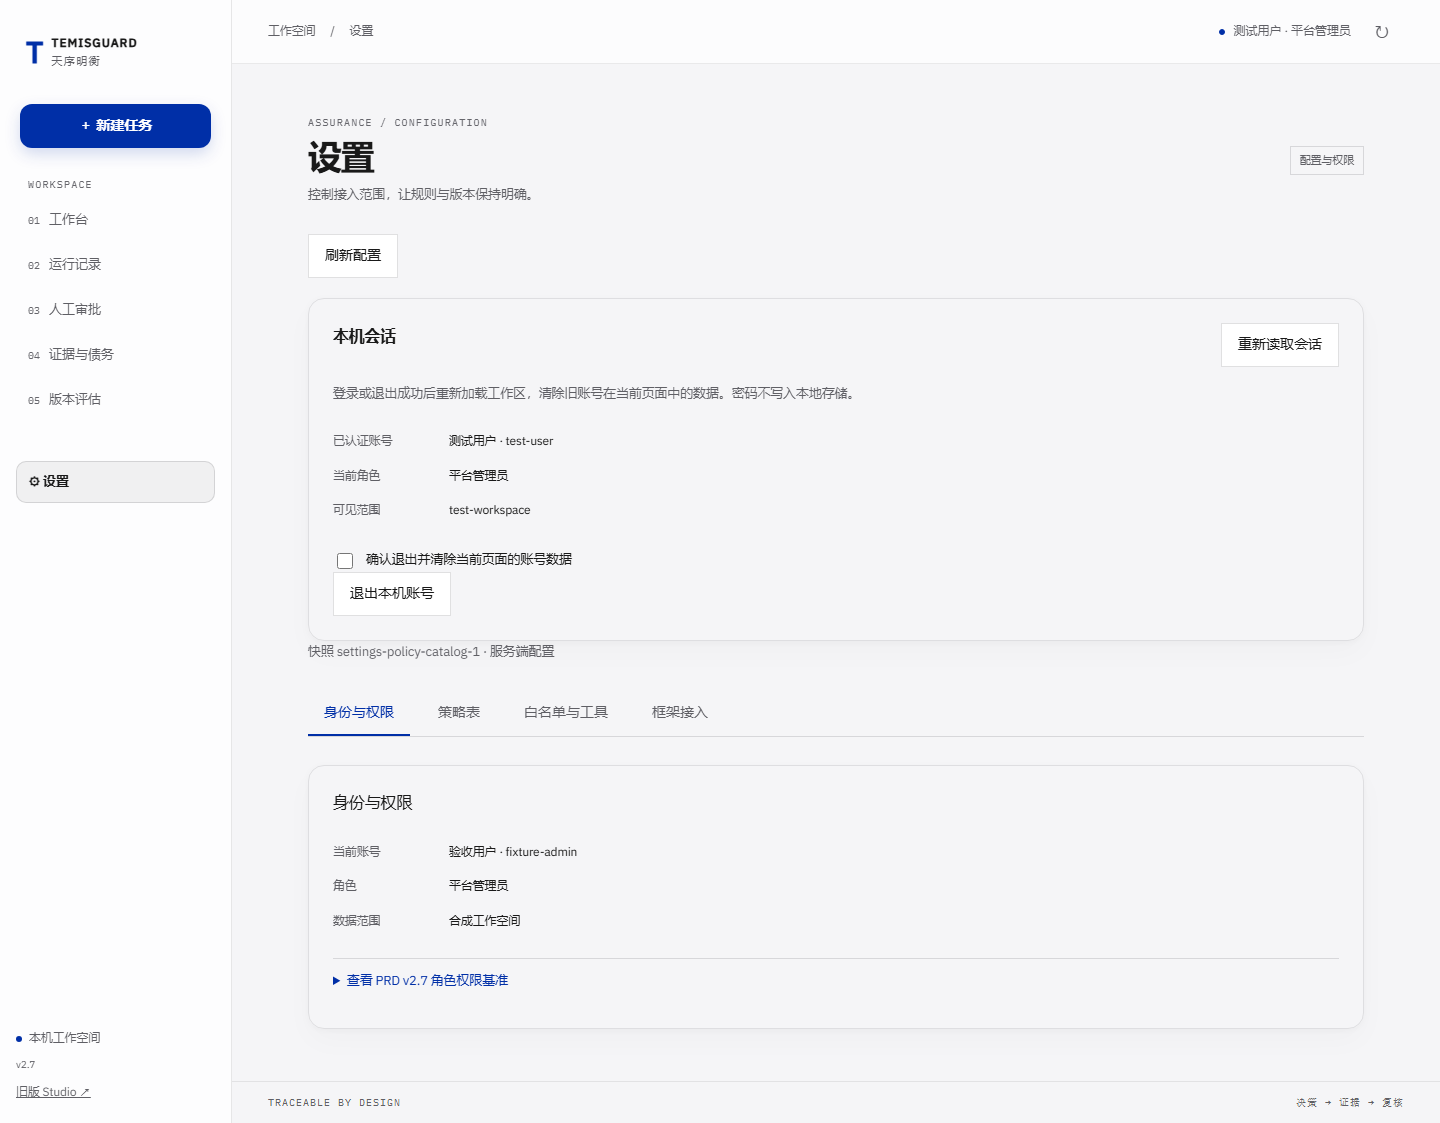 TEMISGUARD
天序明衡
+ 新建任务
WORKSPACE
01 工作台
02 运行记录
03 人工审批
04 证据与债务
05 版本评估
⚙ 设置
本机工作空间
v2.7
旧版 Studio ↗
工作空间 / 设置
测试用户 · 平台管理员 ↻
ASSURANCE / CONFIGURATION
设置
控制接入范围，让规则与版本保持明确。
配置与权限
刷新配置
本机会话
重新读取会话
登录或退出成功后重新加载工作区，清除旧账号在当前页面中的数据。密码不写入本地存储。
已认证账号 测试用户 · test-user
当前角色 平台管理员
可见范围 test-workspace
确认退出并清除当前页面的账号数据
退出本机账号
快照 settings-policy-catalog-1 · 服务端配置
身份与权限 策略表 白名单与工具 框架接入
身份与权限
当前账号 验收用户 · fixture-admin
角色 平台管理员
数据范围 合成工作空间
▶ 查看 PRD v2.7 角色权限基准
TRACEABLE BY DESIGN
决策 → 证据 → 复核